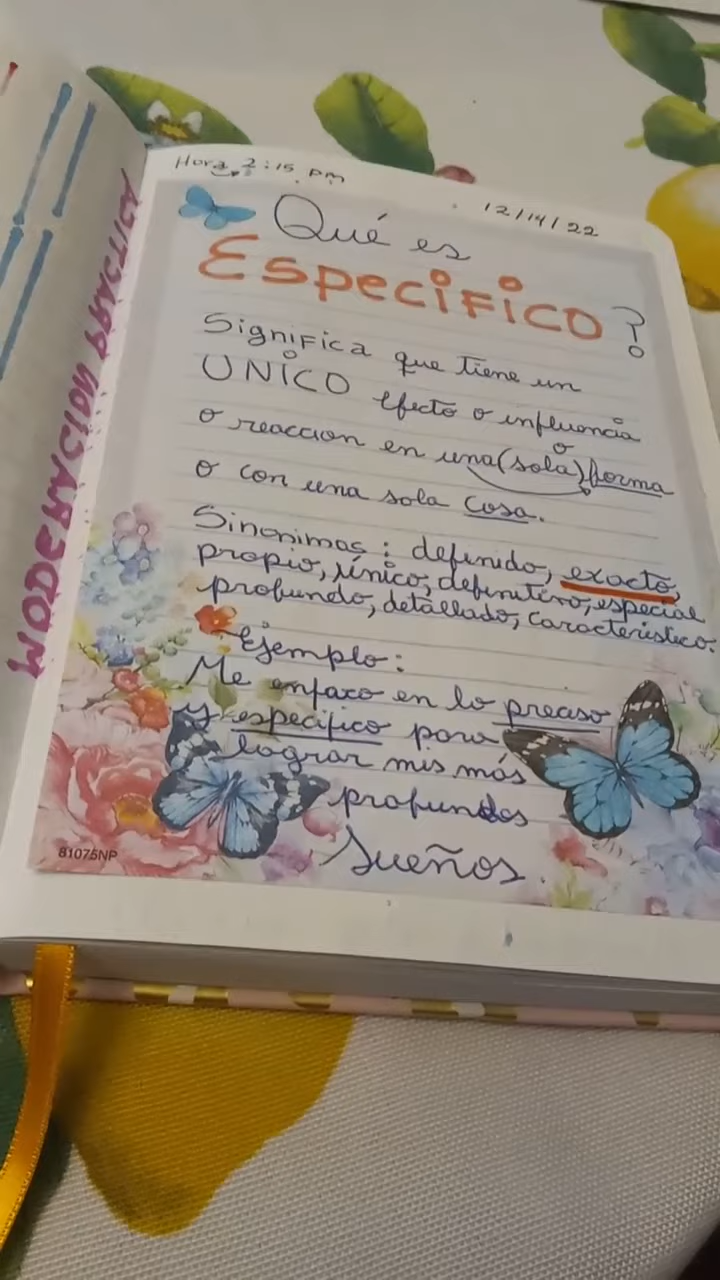 Hora 2:15 pm
12/14/22
Qué es
Especifico?
Significa que tiene un
UNICO efecto o influencia
o reaccion en una (sola) forma
o con una sola cosa.
Sinonimos: definido, exacto,
propio, único, definitivo, especial
profundo, detallado, caracteristico.
Ejemplo:
Me enfoco en lo preciso
y especifico para
lograr mis más
profundos
Sueños.
81075NP